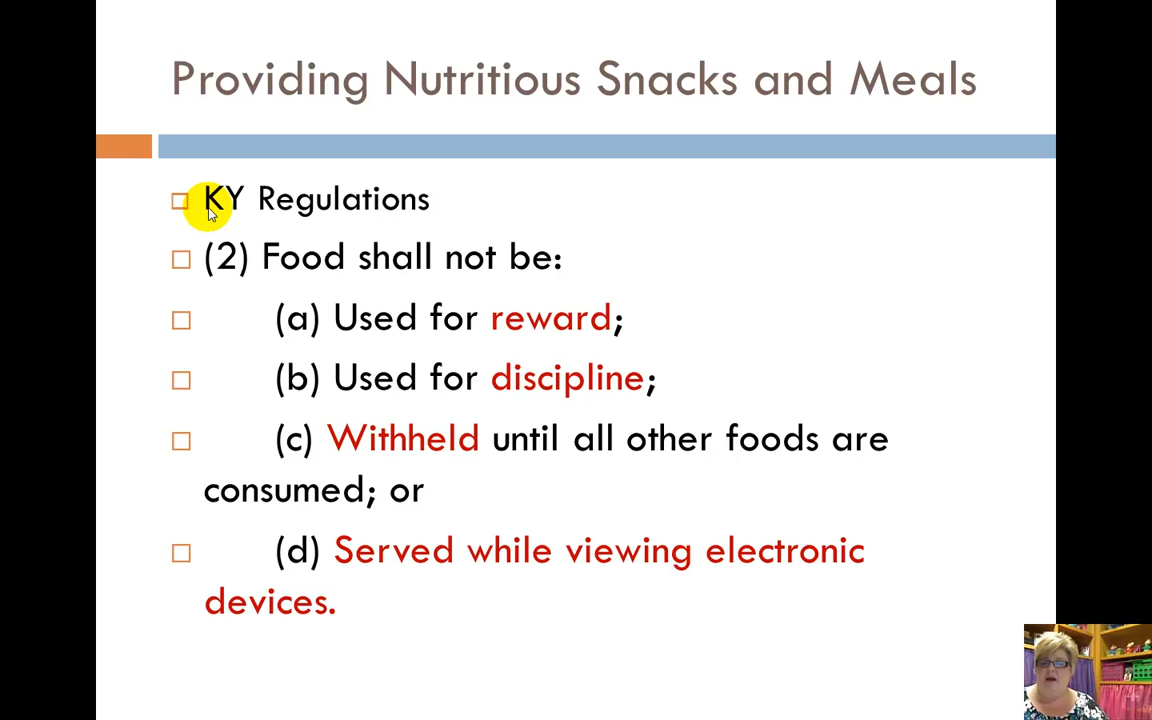 Providing Nutritious Snacks and Meals
KY Regulations
(2) Food shall not be:
(a) Used for reward;
(b) Used for discipline;
(c) Withheld until all other foods are
consumed; or
(d) Served while viewing electronic
devices.